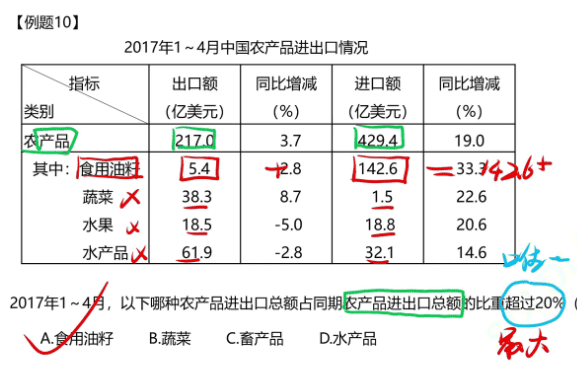 【例题10】
2017年1～4月中国农产品进出口情况
指标 出口额 同比增减 进口额 同比增减
类别 (亿美元) (%) (亿美元) (%)
农产品 217.0 3.7 429.4 19.0
其中：食用油籽 5.4 2.8 142.6 33.3 142.6+
蔬菜 38.3 8.7 1.5 22.6
水果 18.5 -5.0 18.8 20.6
水产品 61.9 -2.8 32.1 14.6
唯一
2017年1～4月，以下哪种农产品进出口总额占同期农产品进出口总额的比重超过20%（
A.食用油籽 B.蔬菜 C.畜产品 D.水产品
最大